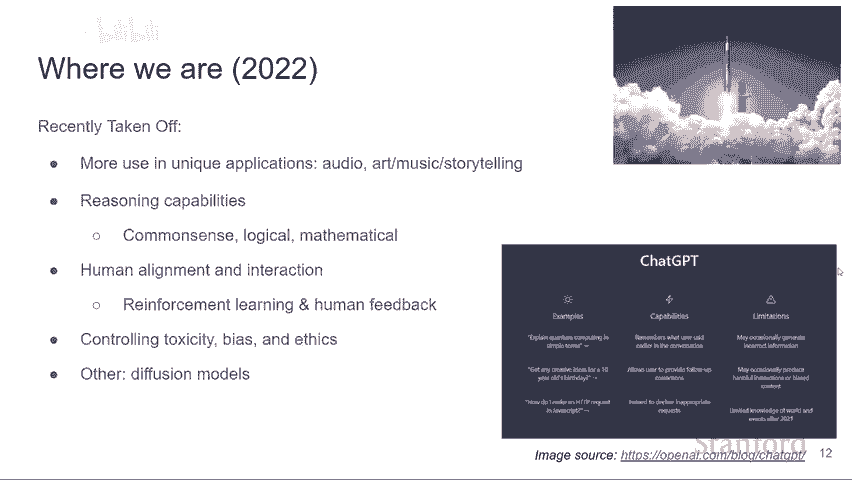 Where we are (2022)
Recently Taken Off:
● More use in unique applications: audio, art/music/storytelling
● Reasoning capabilities
○ Commonsense, logical, mathematical
● Human alignment and interaction
○ Reinforcement learning & human feedback
● Controlling toxicity, bias, and ethics
● Other: diffusion models
ChatGPT
Examples Capabilities Limitations
"Explain quantum computing in simple terms" →
Remembers what user said earlier in the conversation
May occasionally generate incorrect information
"Got any creative ideas for a 10 year old's birthday?" →
Allows user to provide follow-up corrections
May occasionally produce harmful instructions or biased content
"How do I make an HTTP request in Javascript?" →
Trained to decline inappropriate requests
Limited knowledge of world and events after 2021
Stanford
Image source: https://openai.com/blog/chatgpt/ 12